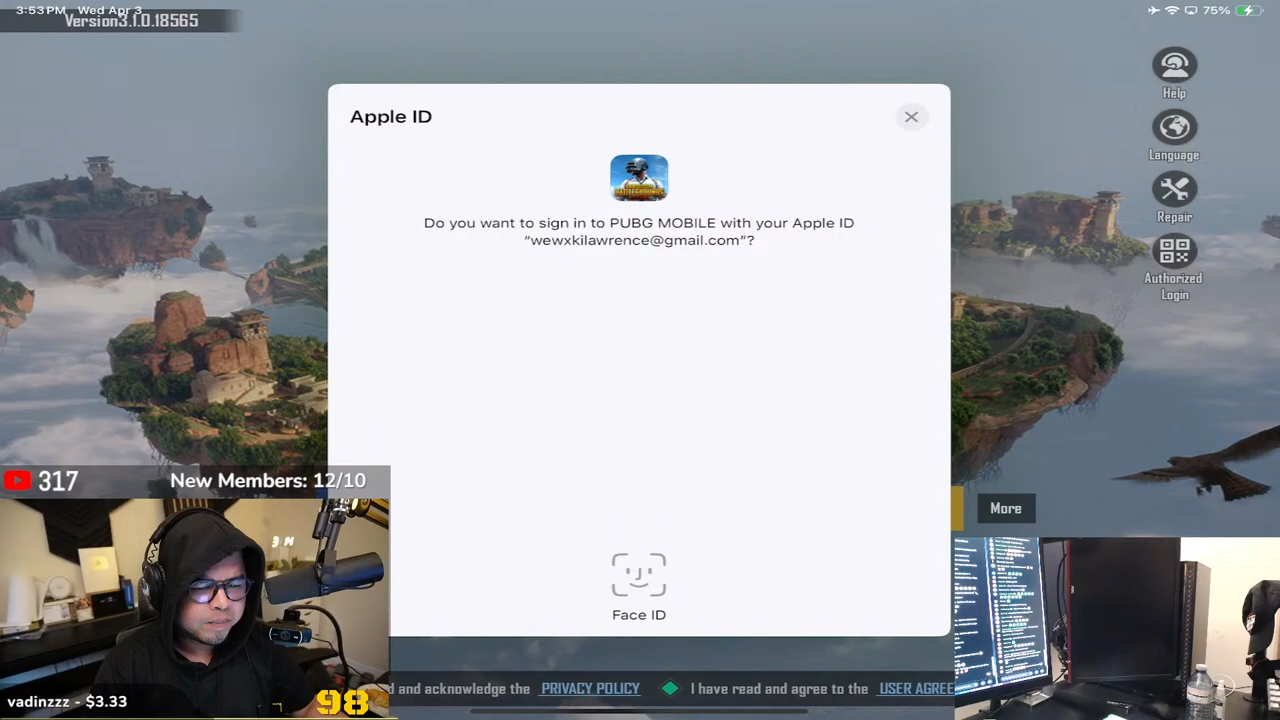 3:53 PM Wed Apr 3
75%
Version3.1.0.18565
Apple ID
Help
Language
Repair
Authorized
Login
Do you want to sign in to PUBG MOBILE with your Apple ID
“wewxkilawrence@gmail.com”?
317
New Members: 12/10
More
Face ID
vadinzzz - $3.33
98
d and acknowledge the PRIVACY POLICY
I have read and agree to the USER AGREE